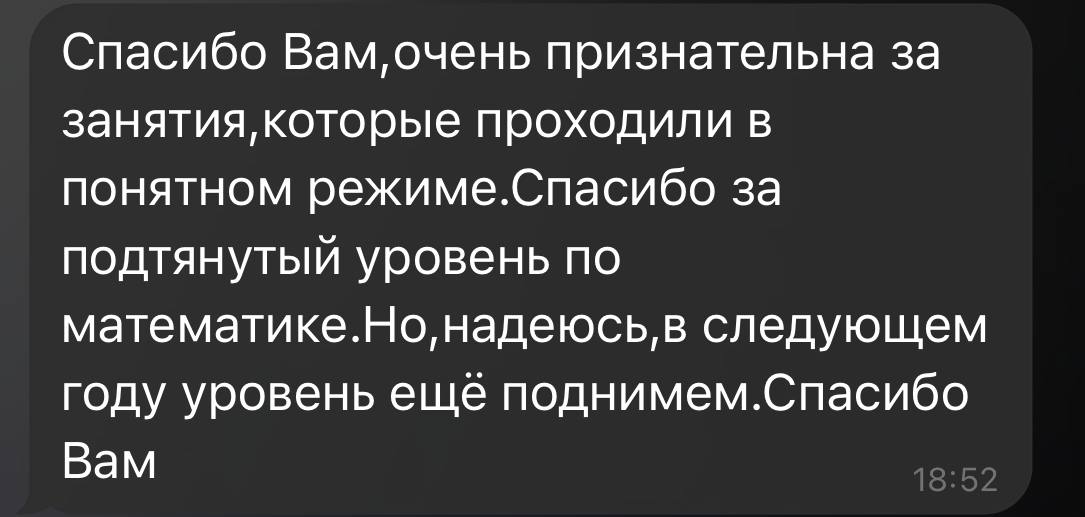 Спасибо Вам,очень признательна за
занятия,которые проходили в
понятном режиме.Спасибо за
подтянутый уровень по
математике.Но,надеюсь,в следующем
году уровень ещё поднимем.Спасибо
Вам
18:52